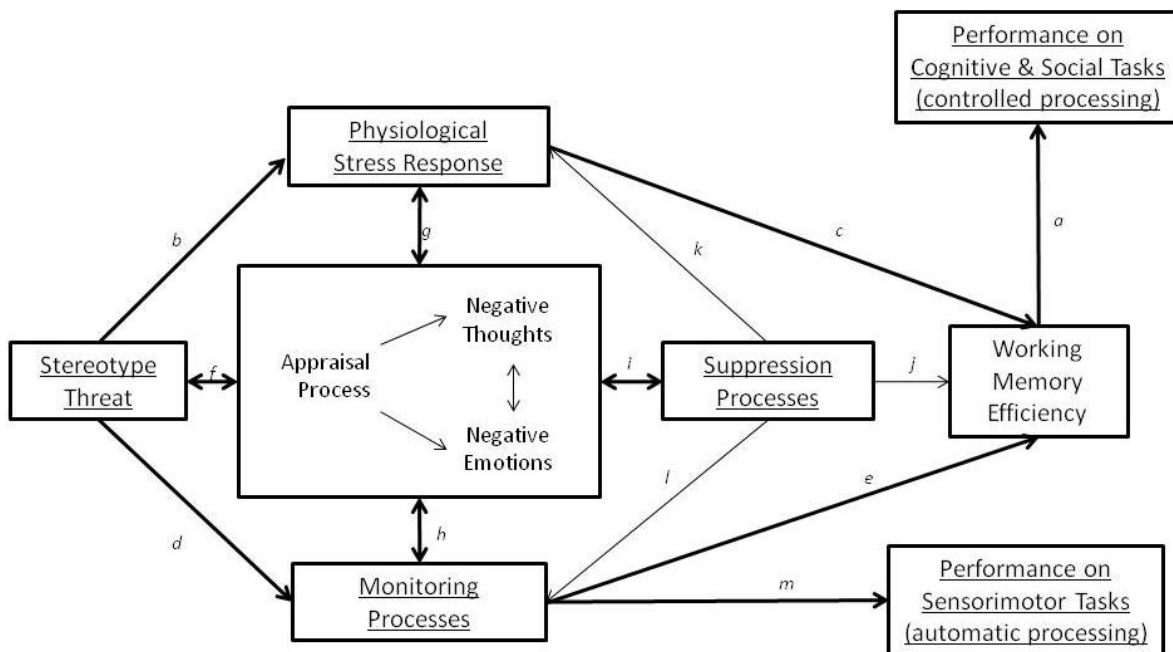 Performance on
Cognitive & Social Tasks
(controlled processing)
Physiological
Stress Response
b
g
c
a
k
Negative
Thoughts
Appraisal
Process
Negative
Emotions
Stereotype
Threat
f
i
Suppression
Processes
j
Working
Memory
Efficiency
d
h
l
e
Monitoring
Processes
m
Performance on
Sensorimotor Tasks
(automatic processing)